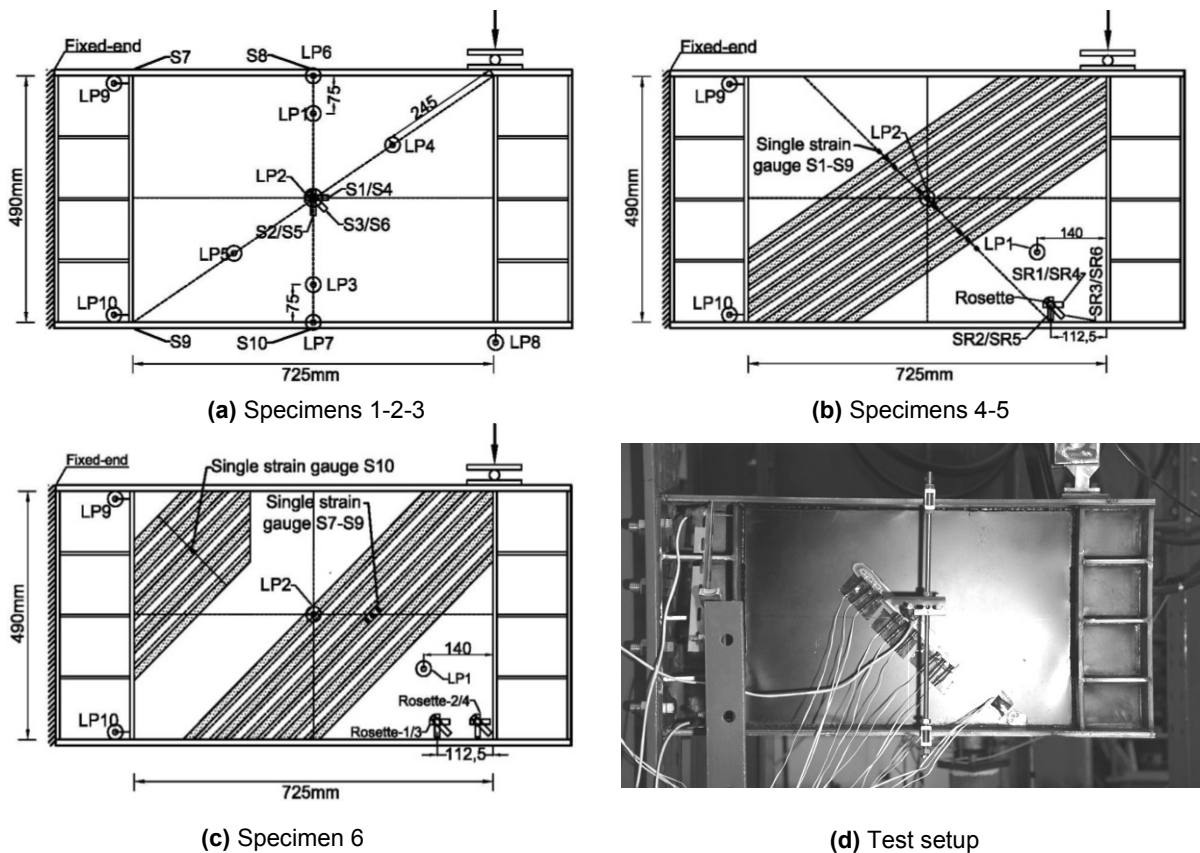 Fixed-end
S7
S8
LP6
LP9
75
LP1
245
LP4
LP2
S1/S4
S3/S6
S2/S5
490mm
LP5
LP3
75
LP10
S9
S10
LP7
LP8
725mm
(a) Specimens 1-2-3
Fixed-end
LP9
LP2
Single strain
gauge S1-S9
490mm
140
LP1
SR1/SR4
SR3/SR6
LP10
Rosette
SR2/SR5
112,5
725mm
(b) Specimens 4-5
Fixed-end
Single strain gauge S10
LP9
Single strain
gauge S7-S9
LP2
490mm
140
LP1
Rosette-2/4
LP10
Rosette-1/3
112,5
725mm
(c) Specimen 6
(d) Test setup